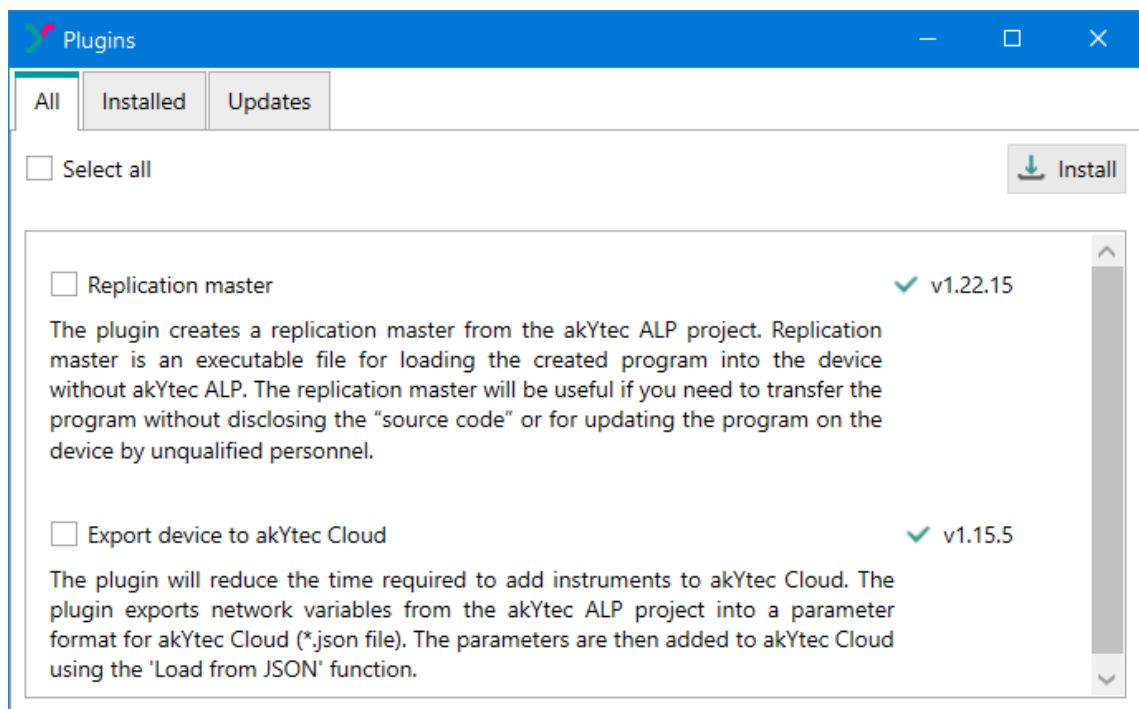 Plugins
All Installed Updates
Select all Install
Replication master v1.22.15
The plugin creates a replication master from the akYtec ALP project. Replication
master is an executable file for loading the created program into the device
without akYtec ALP. The replication master will be useful if you need to transfer the
program without disclosing the “source code” or for updating the program on the
device by unqualified personnel.
Export device to akYtec Cloud v1.15.5
The plugin will reduce the time required to add instruments to akYtec Cloud. The
plugin exports network variables from the akYtec ALP project into a parameter
format for akYtec Cloud (*.json file). The parameters are then added to akYtec Cloud
using the 'Load from JSON' function.